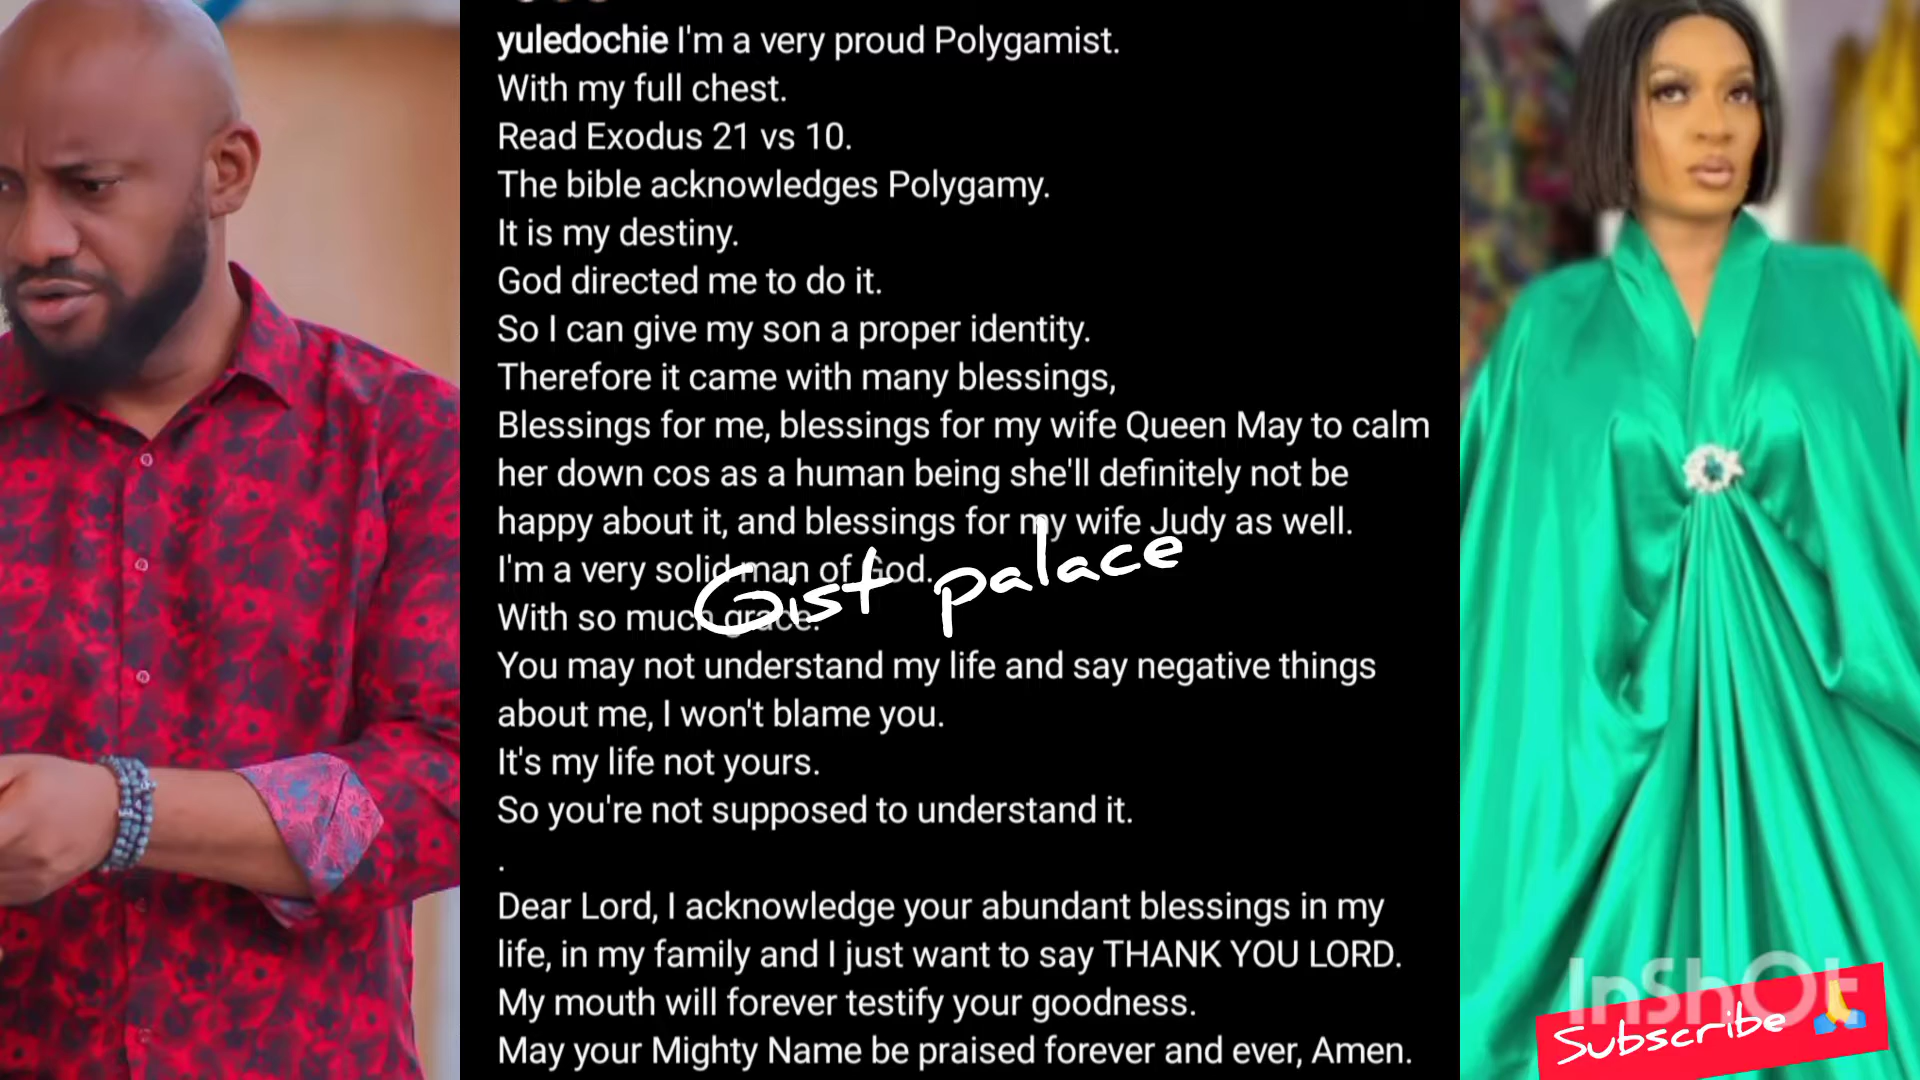 yuledochie I'm a very proud Polygamist.
With my full chest.
Read Exodus 21 vs 10.
The bible acknowledges Polygamy.
It is my destiny.
God directed me to do it.
So I can give my son a proper identity.
Therefore it came with many blessings,
Blessings for me, blessings for my wife Queen May to calm
her down cos as a human being she'll definitely not be
happy about it, and blessings for my wife Judy as well.
I'm a very solid man of God.
With so much grace.
Gist palace
You may not understand my life and say negative things
about me, I won't blame you.
It's my life not yours.
So you're not supposed to understand it.
.
Dear Lord, I acknowledge your abundant blessings in my
life, in my family and I just want to say THANK YOU LORD.
My mouth will forever testify your goodness.
May your Mighty Name be praised forever and ever, Amen.
InShOt
Subscribe